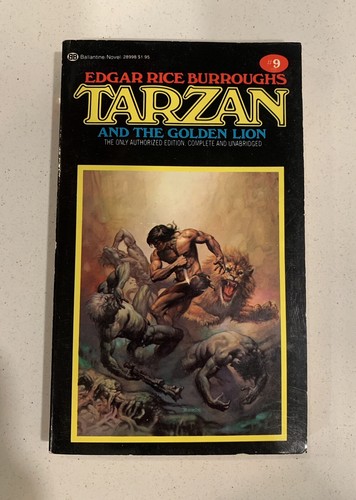 BB Ballantine/Novel 28998 $1.95
EDGAR RICE BURROUGHS
#9
TARZAN
AND THE GOLDEN LION
THE ONLY AUTHORIZED EDITION COMPLETE AND UNABRIDGED